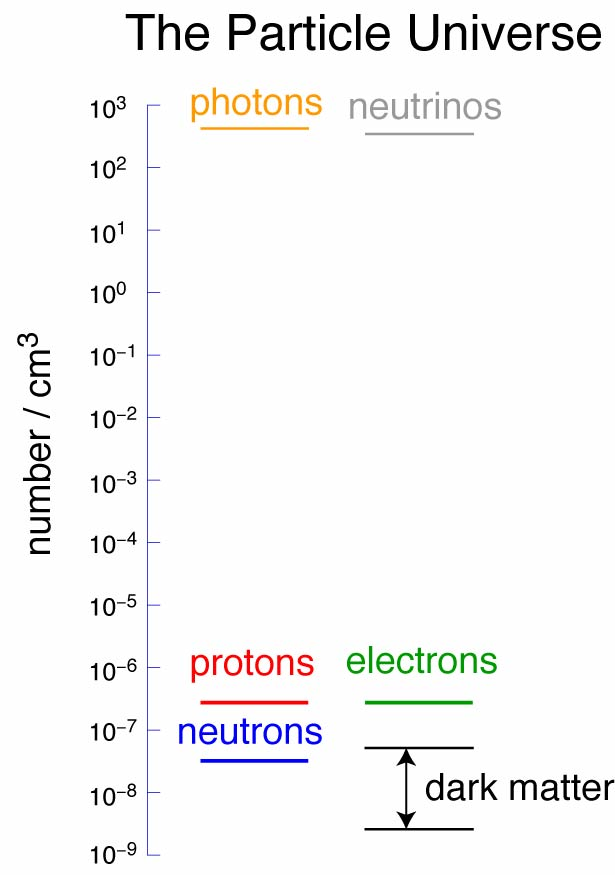 The Particle Universe
number / cm³
10³
10²
10¹
10⁰
10⁻¹
10⁻²
10⁻³
10⁻⁴
10⁻⁵
10⁻⁶
10⁻⁷
10⁻⁸
10⁻⁹
photons
neutrinos
protons
electrons
neutrons
dark matter